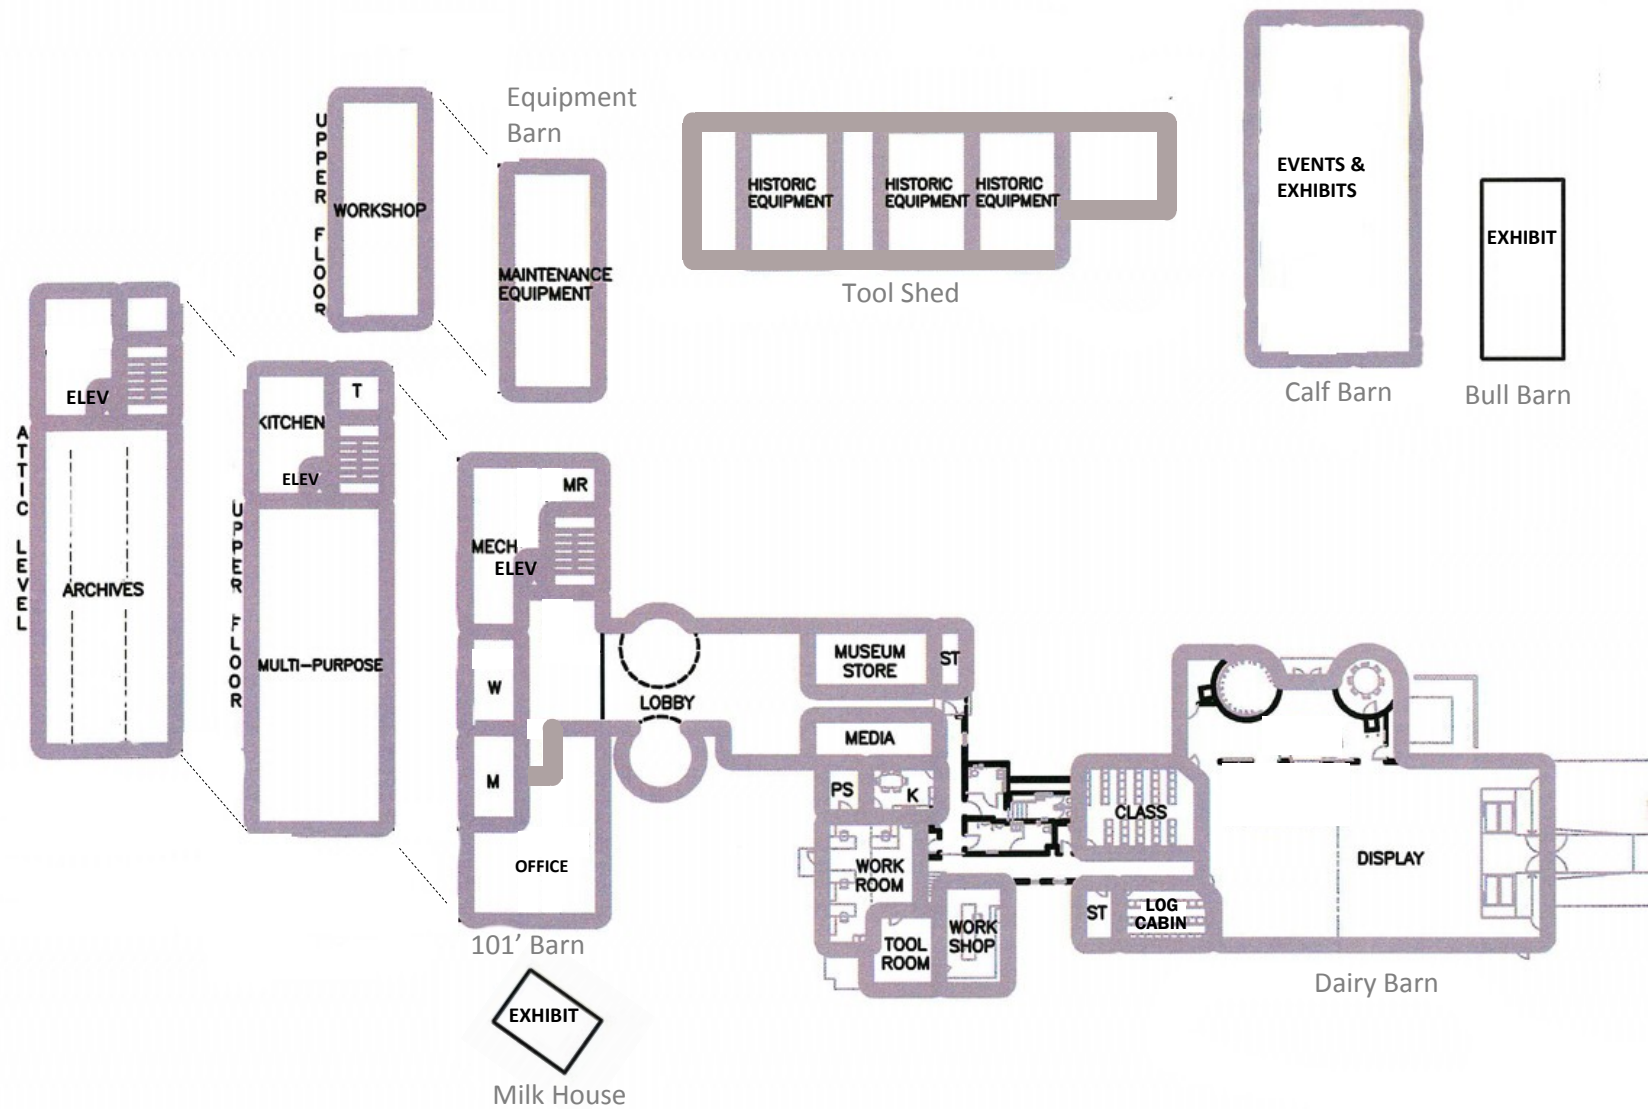 Equipment
Barn
UPPER FLOOR
WORKSHOP
MAINTENANCE
EQUIPMENT
HISTORIC
EQUIPMENT
HISTORIC
EQUIPMENT
HISTORIC
EQUIPMENT
Tool Shed
EVENTS &
EXHIBITS
Calf Barn
EXHIBIT
Bull Barn
ATTIC LEVEL
ELEV
ARCHIVES
UPPER FLOOR
KITCHEN
T
ELEV
MULTI-PURPOSE
MR
MECH
ELEV
W
M
OFFICE
101' Barn
LOBBY
MUSEUM
STORE
ST
MEDIA
PS
K
WORK
ROOM
TOOL
ROOM
WORK
SHOP
CLASS
ST
LOG
CABIN
DISPLAY
Dairy Barn
EXHIBIT
Milk House